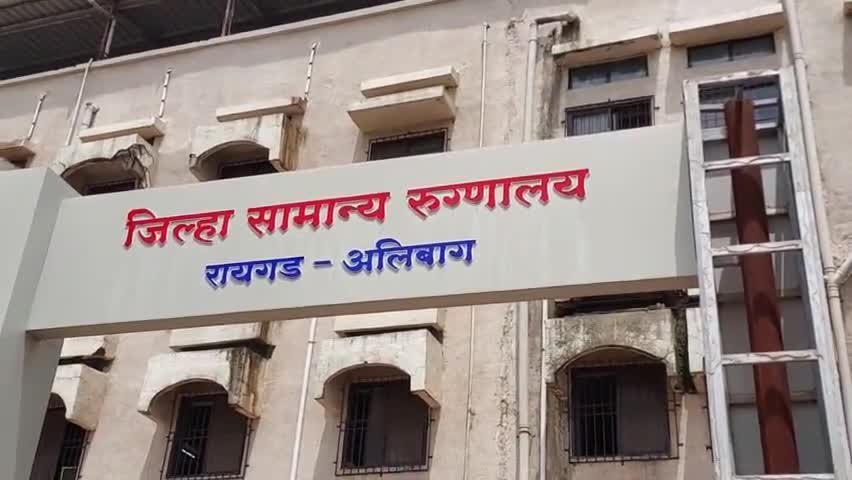 जिल्हा सामान्य रुग्णालय
रायगड - अलिबाग